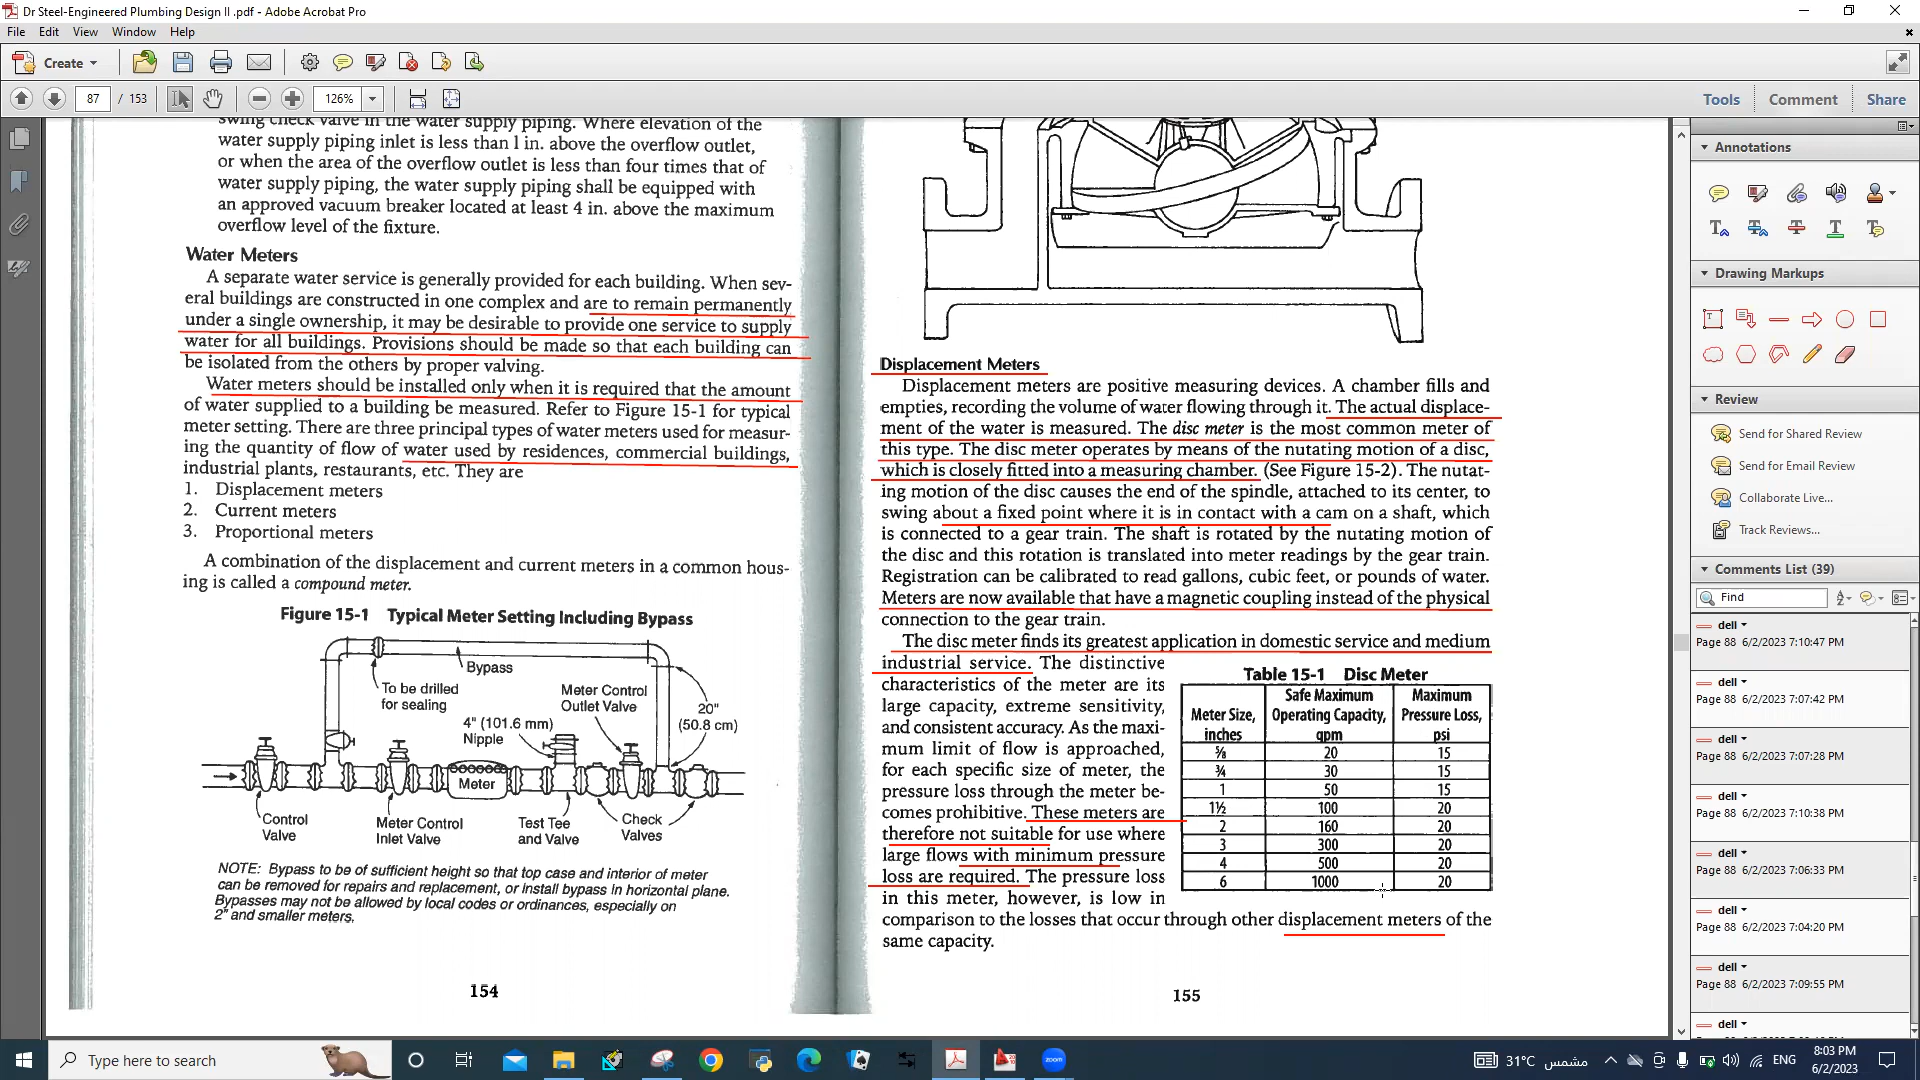 Dr Steel-Engineered Plumbing Design II .pdf - Adobe Acrobat Pro
File Edit View Window Help
Create
87 / 153 126% Tools Comment Share
swing check valve in the water supply piping. Where elevation of the
water supply piping inlet is less than l in. above the overflow outlet,
or when the area of the overflow outlet is less than four times that of
water supply piping, the water supply piping shall be equipped with
an approved vacuum breaker located at least 4 in. above the maximum
overflow level of the fixture.
Water Meters
A separate water service is generally provided for each building. When sev-
eral buildings are constructed in one complex and are to remain permanently
under a single ownership, it may be desirable to provide one service to supply
water for all buildings. Provisions should be made so that each building can
be isolated from the others by proper valving.
Water meters should be installed only when it is required that the amount
of water supplied to a building be measured. Refer to Figure 15-1 for typical
meter setting. There are three principal types of water meters used for measur-
ing the quantity of flow of water used by residences, commercial buildings,
industrial plants, restaurants, etc. They are
1. Displacement meters
2. Current meters
3. Proportional meters
A combination of the displacement and current meters in a common hous-
ing is called a compound meter.
Figure 15-1 Typical Meter Setting Including Bypass
Bypass
To be drilled
for sealing
Meter Control
Outlet Valve
4" (101.6 mm)
Nipple
20"
(50.8 cm)
Meter
Control
Valve
Meter Control
Inlet Valve
Test Tee
and Valve
Check
Valves
NOTE: Bypass to be of sufficient height so that top case and interior of meter
can be removed for repairs and replacement, or install bypass in horizontal plane.
Bypasses may not be allowed by local codes or ordinances, especially on
2" and smaller meters.
154
Displacement Meters
Displacement meters are positive measuring devices. A chamber fills and
empties, recording the volume of water flowing through it. The actual displace-
ment of the water is measured. The disc meter is the most common meter of
this type. The disc meter operates by means of the nutating motion of a disc,
which is closely fitted into a measuring chamber. (See Figure 15-2). The nutat-
ing motion of the disc causes the end of the spindle, attached to its center, to
swing about a fixed point where it is in contact with a cam on a shaft, which
is connected to a gear train. The shaft is rotated by the nutating motion of
the disc and this rotation is translated into meter readings by the gear train.
Registration can be calibrated to read gallons, cubic feet, or pounds of water.
Meters are now available that have a magnetic coupling instead of the physical
connection to the gear train.
The disc meter finds its greatest application in domestic service and medium
industrial service. The distinctive
characteristics of the meter are its
large capacity, extreme sensitivity,
and consistent accuracy. As the maxi-
mum limit of flow is approached,
for each specific size of meter, the
pressure loss through the meter be-
comes prohibitive. These meters are
therefore not suitable for use where
large flows with minimum pressure
loss are required. The pressure loss
in this meter, however, is low in
comparison to the losses that occur through other displacement meters of the
same capacity.
Table 15-1 Disc Meter
Meter Size, inches Safe Maximum Operating Capacity, gpm Maximum Pressure Loss, psi
⅝ 20 15
¾ 30 15
1 50 15
1½ 100 20
2 160 20
3 300 20
4 500 20
6 1000 20
155
Annotations
Drawing Markups
Review
Send for Shared Review
Send for Email Review
Collaborate Live...
Track Reviews...
Comments List (39)
Find
dell
Page 88 6/2/2023 7:10:47 PM
dell
Page 88 6/2/2023 7:07:42 PM
dell
Page 88 6/2/2023 7:07:28 PM
dell
Page 88 6/2/2023 7:10:38 PM
dell
Page 88 6/2/2023 7:06:33 PM
dell
Page 88 6/2/2023 7:04:20 PM
dell
Page 88 6/2/2023 7:09:55 PM
dell
Type here to search
zoom
31°C مشمس
ENG
8:03 PM
6/2/2023